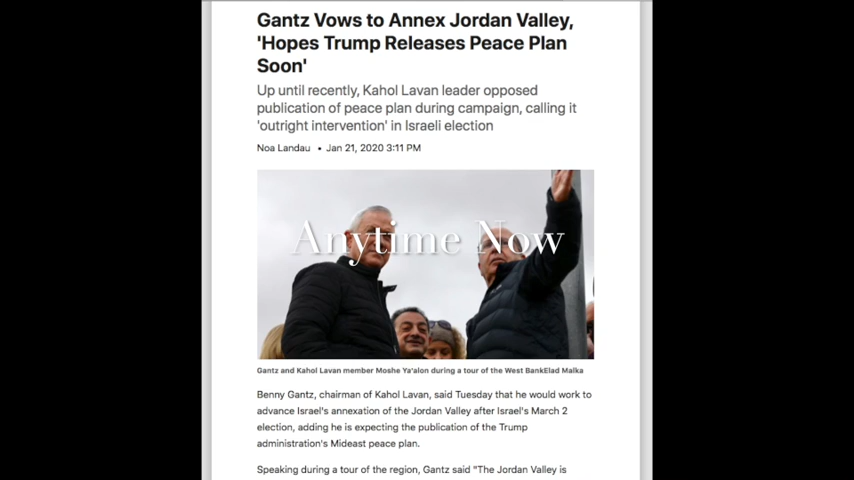 Gantz Vows to Annex Jordan Valley,
'Hopes Trump Releases Peace Plan
Soon'
Up until recently, Kahol Lavan leader opposed
publication of peace plan during campaign, calling it
'outright intervention' in Israeli election
Noa Landau • Jan 21, 2020 3:11 PM
Anytime Now
Gantz and Kahol Lavan member Moshe Ya'alon during a tour of the West BankElad Malka
Benny Gantz, chairman of Kahol Lavan, said Tuesday that he would work to
advance Israel's annexation of the Jordan Valley after Israel's March 2
election, adding he is expecting the publication of the Trump
administration's Mideast peace plan.
Speaking during a tour of the region, Gantz said "The Jordan Valley is